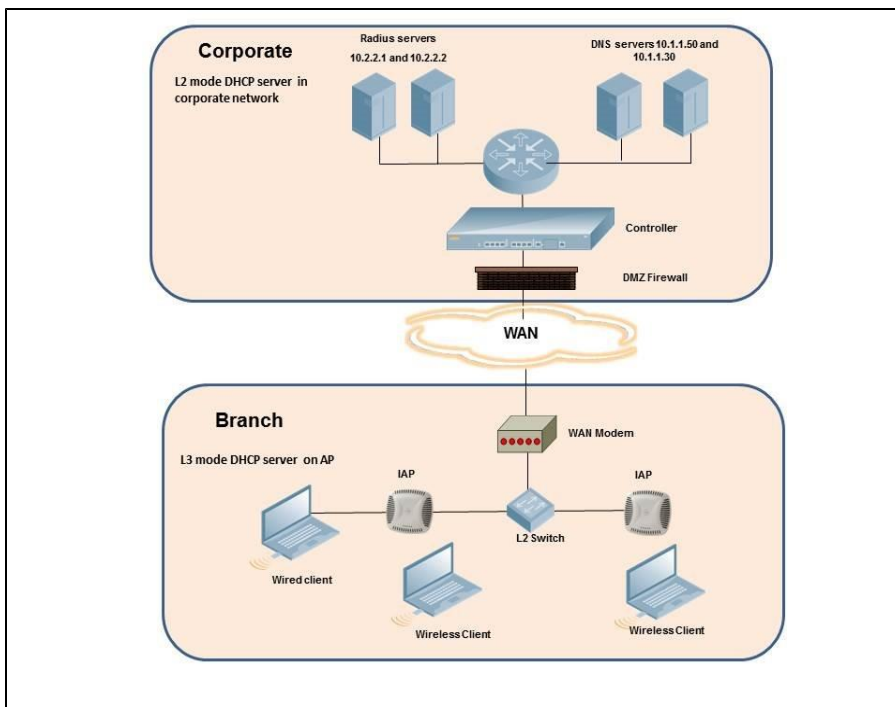 Corporate
L2 mode DHCP server in
corporate network
Radius servers
10.2.2.1 and 10.2.2.2
DNS servers 10.1.1.50 and
10.1.1.30
Controller
DMZ Firewall
WAN
Branch
L3 mode DHCP server on AP
WAN Modem
IAP
IAP
L2 Switch
Wired client
Wireless Client
Wireless Client